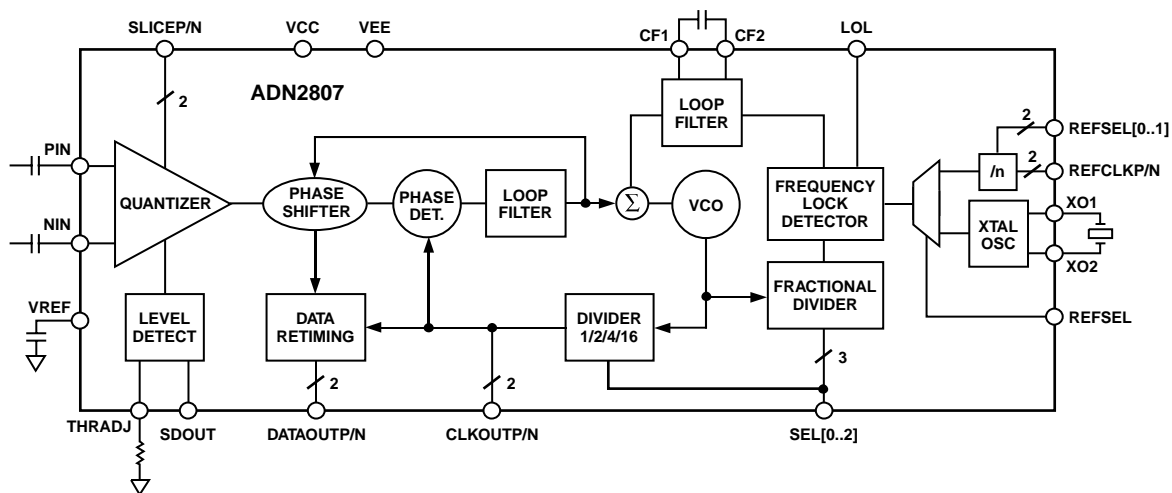 SLICEP/N
VCC
VEE
CF1
CF2
LOL
ADN2807
2
LOOP
FILTER
2
REFSEL[0..1]
PIN
/n
2
REFCLKP/N
QUANTIZER
PHASE
SHIFTER
PHASE
DET.
LOOP
FILTER
Σ
VCO
FREQUENCY
LOCK
DETECTOR
XTAL
OSC
XO1
NIN
XO2
VREF
LEVEL
DETECT
DATA
RETIMING
DIVIDER
1/2/4/16
FRACTIONAL
DIVIDER
REFSEL
2
2
3
THRADJ
SDOUT
DATAOUTP/N
CLKOUTP/N
SEL[0..2]